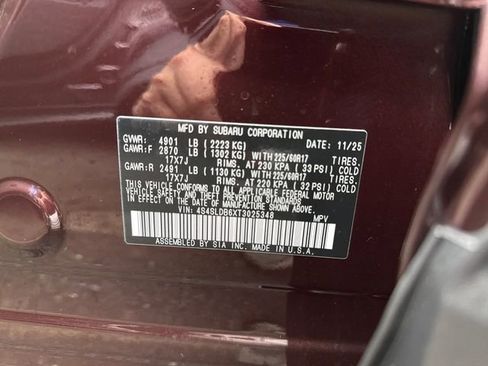 MFD BY SUBARU CORPORATION DATE: 11/25
GVWR: 4901 LB (2223 KG)
GAWR:F 2870 LB (1302 KG) WITH 225/60R17 TIRES.
17X7J RIMS. AT 230 KPA (33 PSI) COLD.
GAWR:R 2491 LB (1130 KG) WITH 225/60R17 TIRES.
17X7J RIMS. AT 220 KPA (32 PSI) COLD.
THIS VEHICLE CONFORMS TO ALL APPLICABLE FEDERAL MOTOR
VEHICLE SAFETY AND THEFT PREVENTION STANDARDS
IN EFFECT ON THE DATE OF MANUFACTURE SHOWN ABOVE.
VIN: 4S4SLDB6XT3025348 MPV
ASSEMBLED BY SIA INC. MADE IN U.S.A.